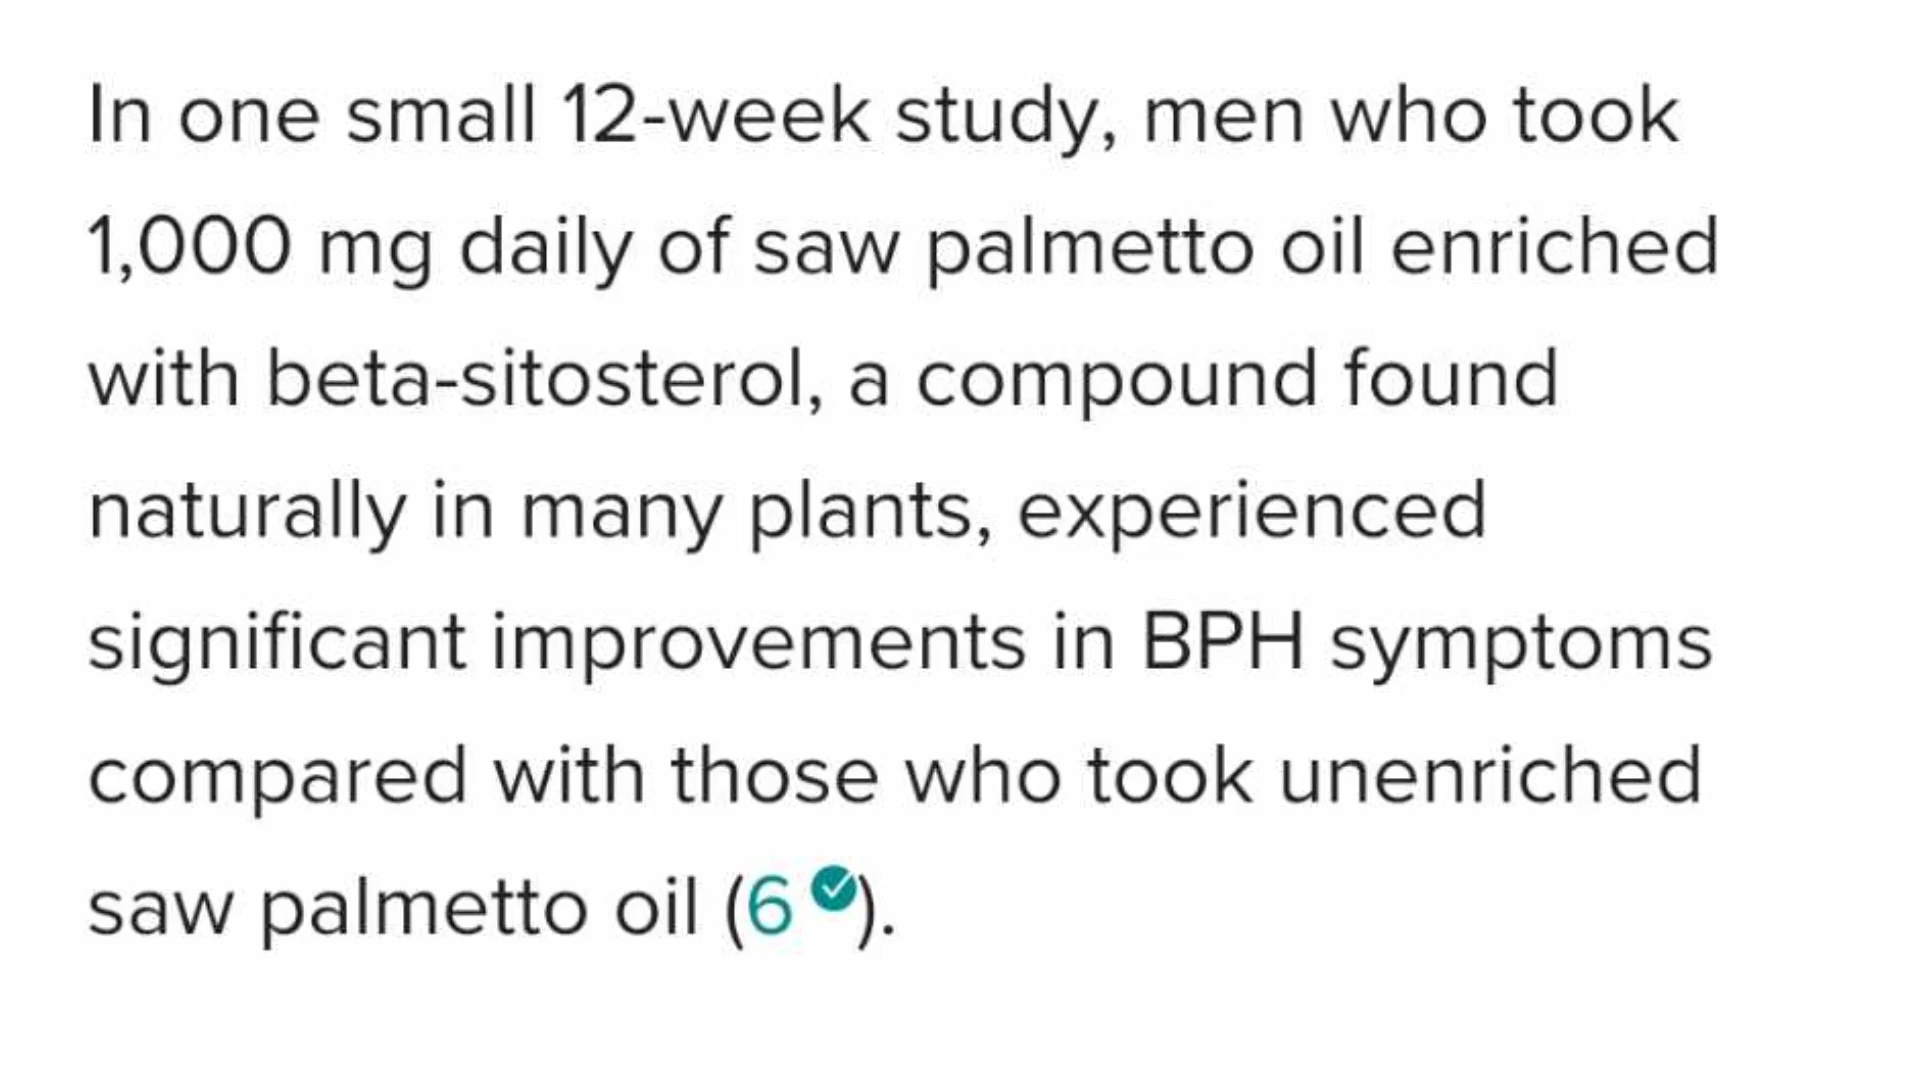 In one small 12-week study, men who took
1,000 mg daily of saw palmetto oil enriched
with beta-sitosterol, a compound found
naturally in many plants, experienced
significant improvements in BPH symptoms
compared with those who took unenriched
saw palmetto oil (6).